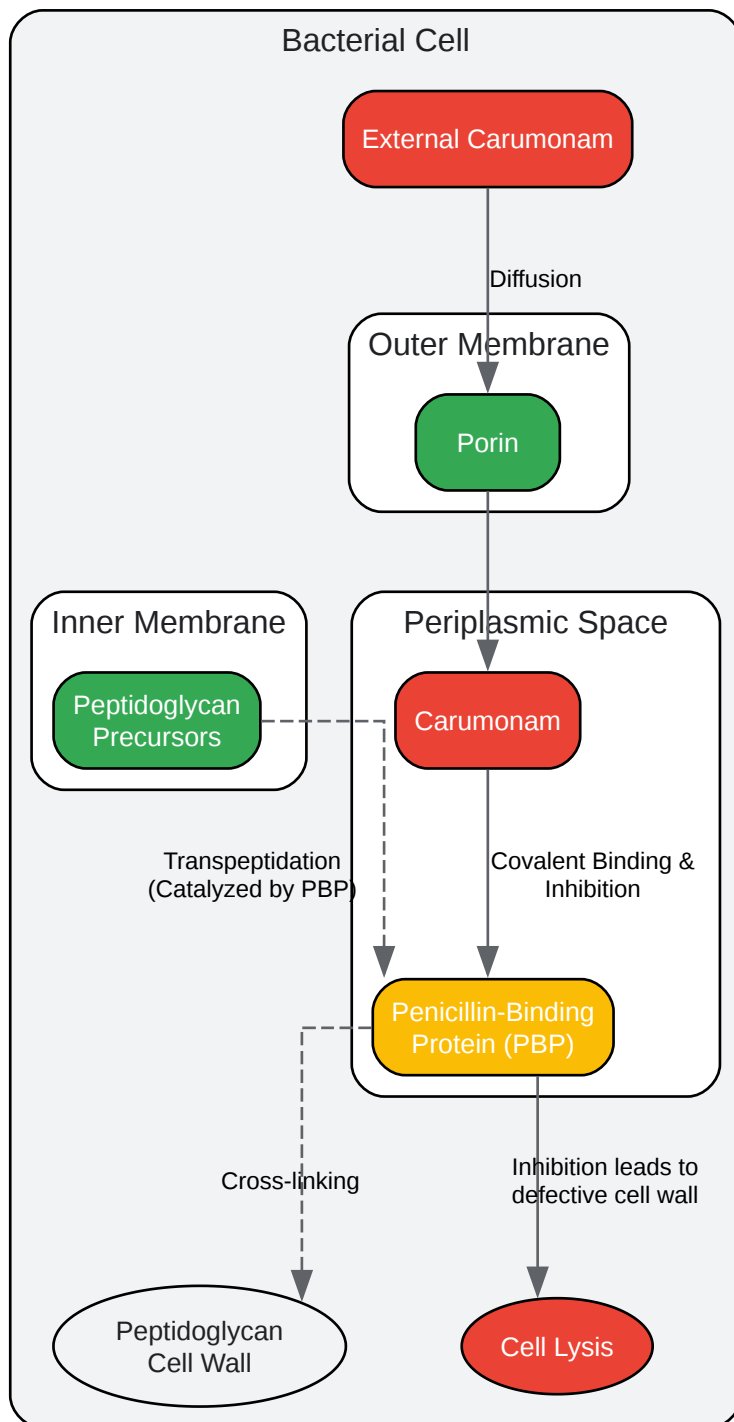 Bacterial Cell
External Carumonam
Diffusion
Outer Membrane
Porin
Inner Membrane
Periplasmic Space
Peptidoglycan
Precursors
Carumonam
Transpeptidation
(Catalyzed by PBP)
Covalent Binding &
Inhibition
Penicillin-Binding
Protein (PBP)
Cross-linking
Inhibition leads to
defective cell wall
Peptidoglycan
Cell Wall
Cell Lysis